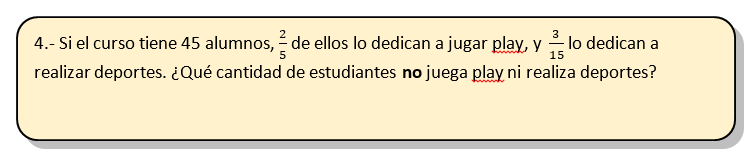 4.- Si el curso tiene 45 alumnos, 2/5 de ellos lo dedican a jugar play, y 3/15 lo dedican a
realizar deportes. ¿Qué cantidad de estudiantes no juega play ni realiza deportes?